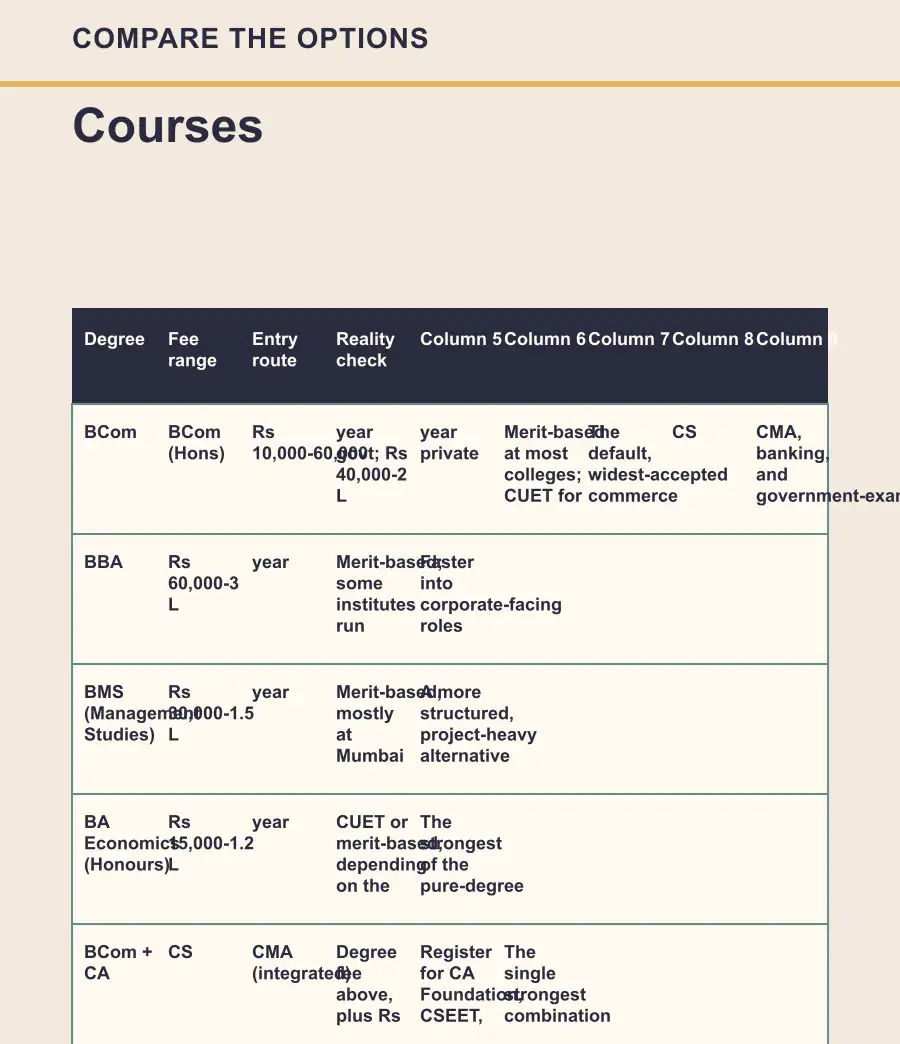 COMPARE THE OPTIONS
Courses
Degree Fee range Entry route Reality check Column 5 Column 6 Column 7 Column 8 Column 9
BCom BCom (Hons) Rs 10,000-60,000 year govt; Rs 40,000-2 L year private Merit-based at most colleges; CUET for The default, widest-accepted commerce CS CMA, banking, and
BBA Rs 60,000-3 L year Merit-based; some institutes run Faster into corporate-facing roles
BMS (Management Studies) Rs 30,000-1.5 L year Merit-based, mostly at Mumbai A more structured, project-heavy alternative
BA Economics (Honours) Rs 15,000-1.2 L year CUET or merit-based, depending on the The strongest of the pure-degree
BCom + CA CS CMA (integrated) Degree fee above, plus Rs Register for CA Foundation, CSEET, The single strongest combination